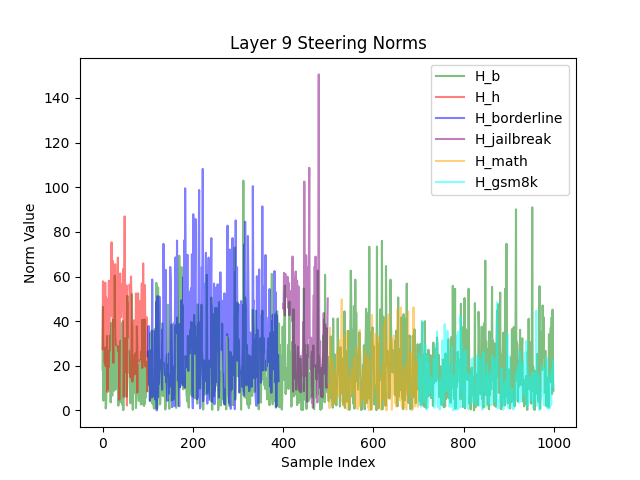 Layer 9 Steering Norms
H_b
H_h
H_borderline
H_jailbreak
H_math
H_gsm8k
Norm Value
140
120
100
80
60
40
20
0
0
200
400
600
800
1000
Sample Index